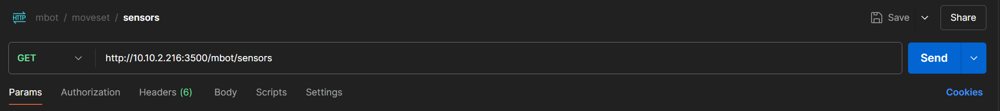 HTTP mbot / moveset / sensors Save Share
GET http://10.10.2.216:3500/mbot/sensors Send
Params Authorization Headers (6) Body Scripts Settings Cookies